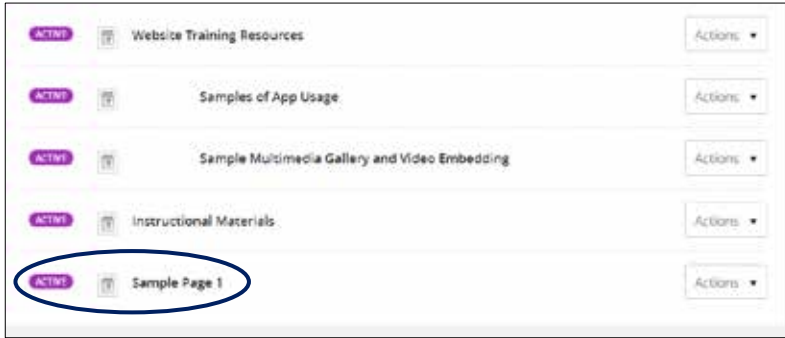 ACTIVE Website Training Resources Actions
ACTIVE Samples of App Usage Actions
ACTIVE Sample Multimedia Gallery and Video Embedding Actions
ACTIVE Instructional Materials Actions
ACTIVE Sample Page 1 Actions